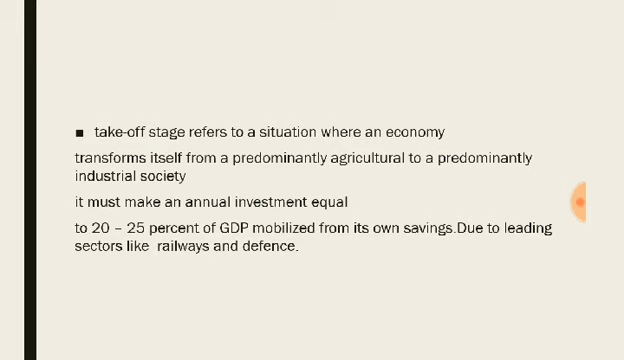 ▪ take-off stage refers to a situation where an economy
transforms itself from a predominantly agricultural to a predominantly
industrial society
it must make an annual investment equal
to 20 – 25 percent of GDP mobilized from its own savings.Due to leading
sectors like  railways and defence.